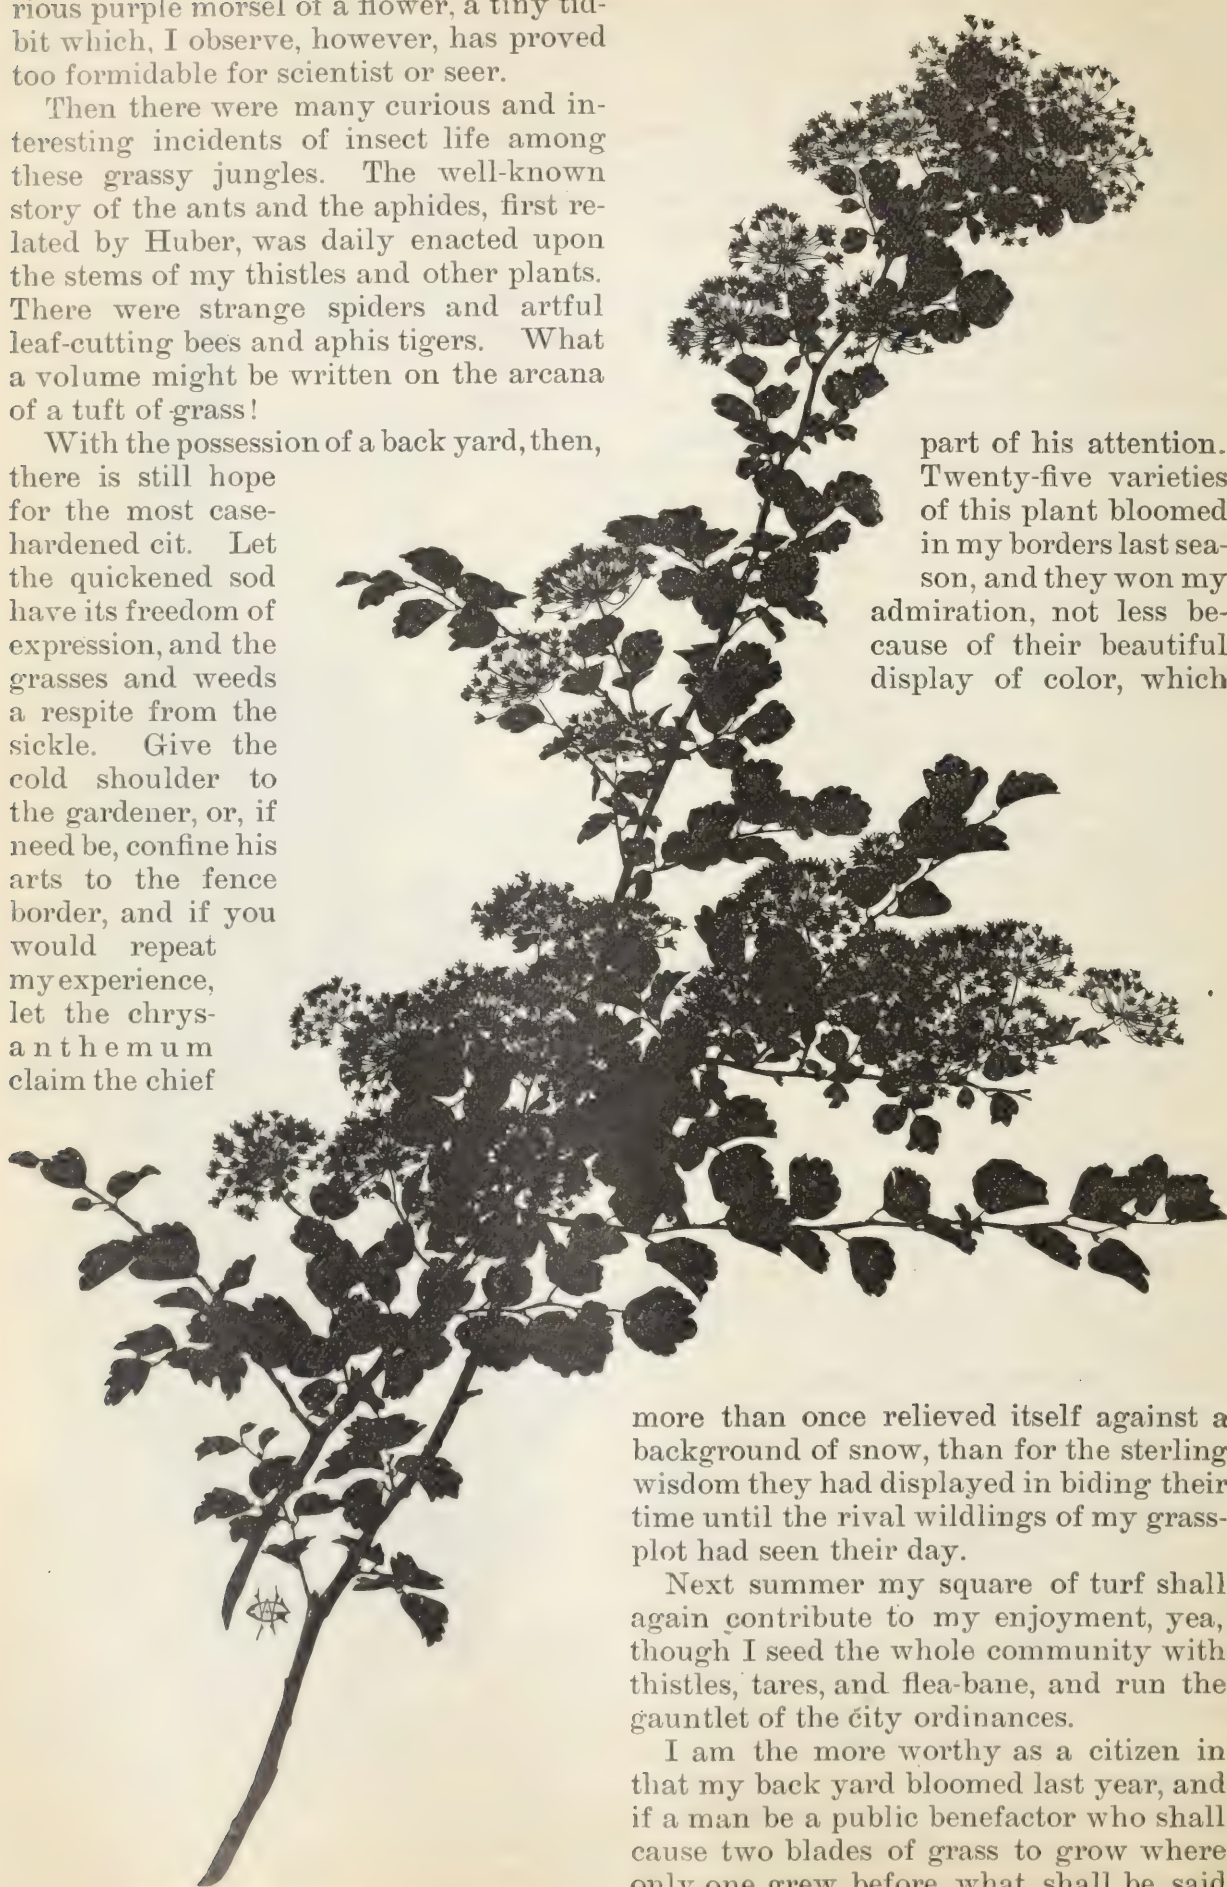 rious purple morsel of a flower, a tiny tid-
bit which, I observe, however, has proved
too formidable for scientist or seer.
Then there were many curious and in-
teresting incidents of insect life among
these grassy jungles. The well-known
story of the ants and the aphides, first re-
lated by Huber, was daily enacted upon
the stems of my thistles and other plants.
There were strange spiders and artful
leaf-cutting bees and aphis tigers. What
a volume might be written on the arcana
of a tuft of grass!
With the possession of a back yard, then,
there is still hope
for the most case-
hardened cit. Let
the quickened sod
have its freedom of
expression, and the
grasses and weeds
a respite from the
sickle. Give the
cold shoulder to
the gardener, or, if
need be, confine his
arts to the fence
border, and if you
would repeat
my experience,
let the chrys-
anthemum
claim the chief
part of his attention.
Twenty-five varieties
of this plant bloomed
in my borders last sea-
son, and they won my
admiration, not less be-
cause of their beautiful
display of color, which
more than once relieved itself against a
background of snow, than for the sterling
wisdom they had displayed in biding their
time until the rival wildlings of my grass-
plot had seen their day.
Next summer my square of turf shall
again contribute to my enjoyment, yea,
though I seed the whole community with
thistles, tares, and flea-bane, and run the
gauntlet of the city ordinances.
I am the more worthy as a citizen in
that my back yard bloomed last year, and
if a man be a public benefactor who shall
cause two blades of grass to grow where
only one grew before, what shall be said